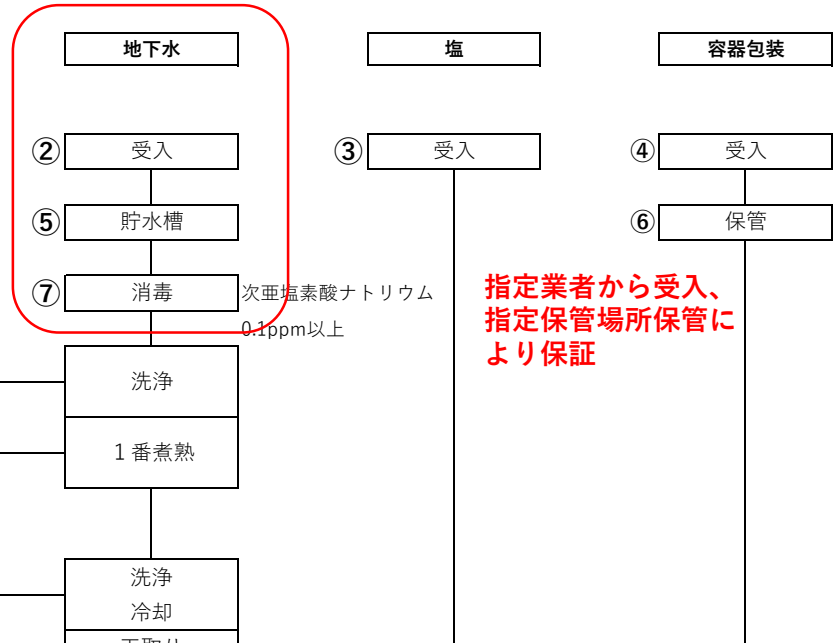 地下水
塩
容器包装
② 受入
③ 受入
④ 受入
⑤ 貯水槽
⑥ 保管
⑦ 消毒
次亜塩素酸ナトリウム
0.1ppm以上
指定業者から受入、
指定保管場所保管に
より保証
洗浄
1番煮熟
洗浄
冷却